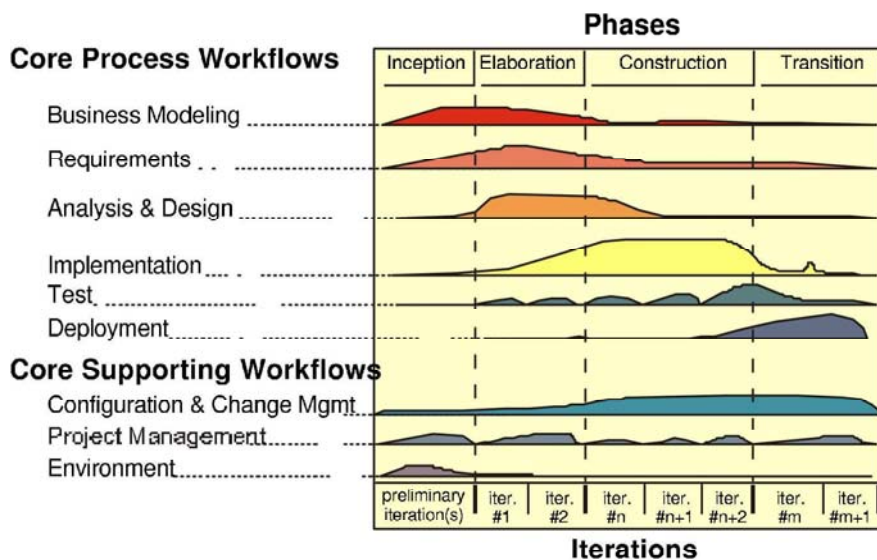 Phases
Core Process Workflows
Inception Elaboration Construction Transition
Business Modeling
Requirements
Analysis & Design
Implementation
Test
Deployment
Core Supporting Workflows
Configuration & Change Mgmt
Project Management
Environment
preliminary iteration(s)
iter. #1
iter. #2
iter. #n
iter. #n+1
iter. #n+2
iter. #m
iter. #m+1
Iterations